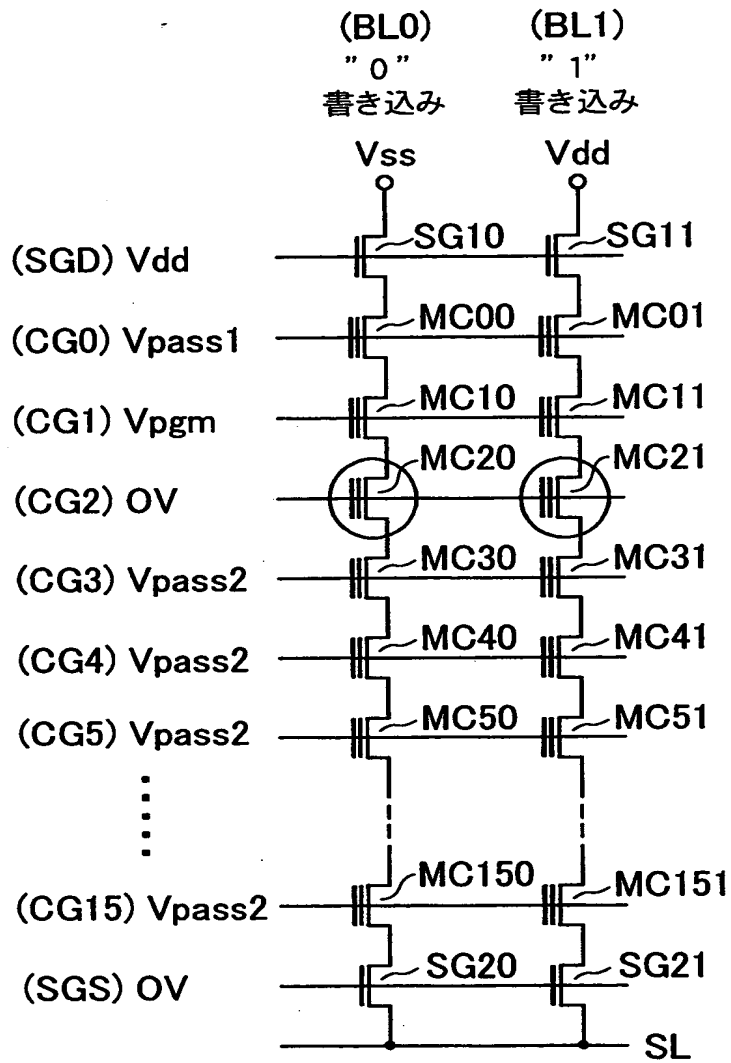 (BL0) (BL1)
"0" "1"
書き込み 書き込み
Vss Vdd
(SGD) Vdd SG10 SG11
(CG0) Vpass1 MC00 MC01
(CG1) Vpgm MC10 MC11
(CG2) 0V MC20 MC21
(CG3) Vpass2 MC30 MC31
(CG4) Vpass2 MC40 MC41
(CG5) Vpass2 MC50 MC51
(CG15) Vpass2 MC150 MC151
(SGS) 0V SG20 SG21
SL